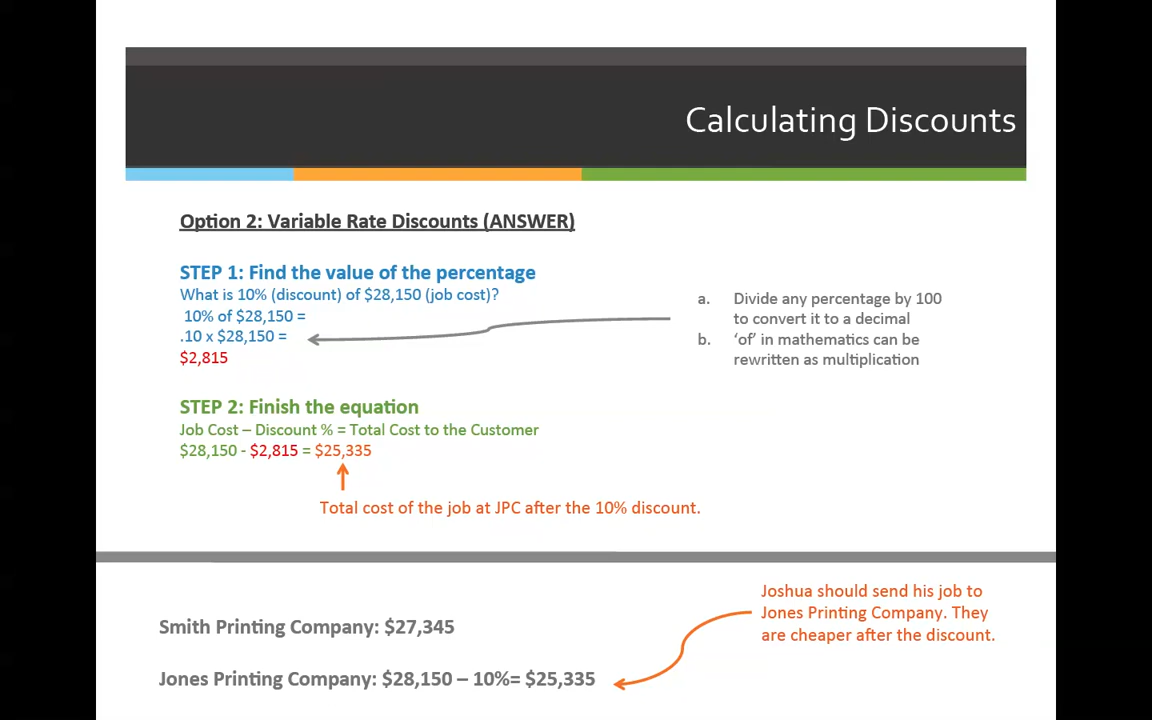 Calculating Discounts
Option 2: Variable Rate Discounts (ANSWER)
STEP 1: Find the value of the percentage
What is 10% (discount) of $28,150 (job cost)?
10% of $28,150 =
.10 x $28,150 =
$2,815
a. Divide any percentage by 100
to convert it to a decimal
b. ‘of’ in mathematics can be
rewritten as multiplication
STEP 2: Finish the equation
Job Cost – Discount % = Total Cost to the Customer
$28,150 - $2,815 = $25,335
Total cost of the job at JPC after the 10% discount.
Smith Printing Company: $27,345
Jones Printing Company: $28,150 – 10%= $25,335
Joshua should send his job to
Jones Printing Company. They
are cheaper after the discount.